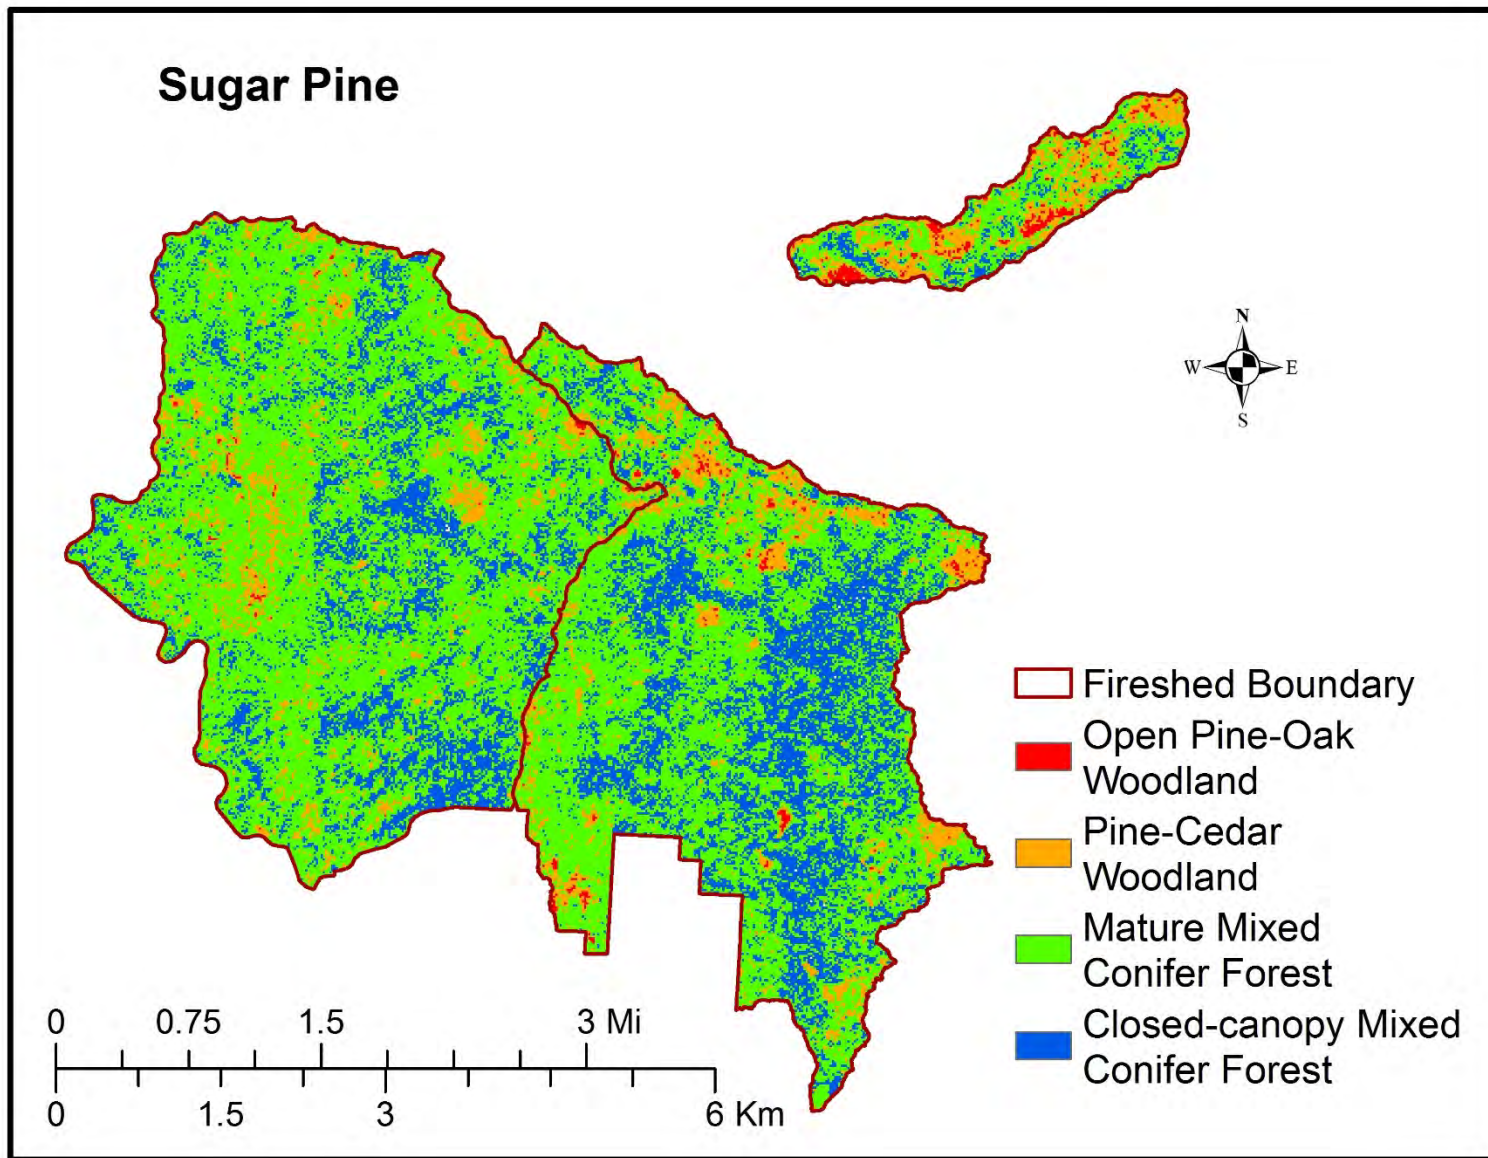 Sugar Pine
N
W E
S
Fireshed Boundary
Open Pine-Oak
Woodland
Pine-Cedar
Woodland
Mature Mixed
Conifer Forest
Closed-canopy Mixed
Conifer Forest
0 0.75 1.5 3 Mi
0 1.5 3 6 Km